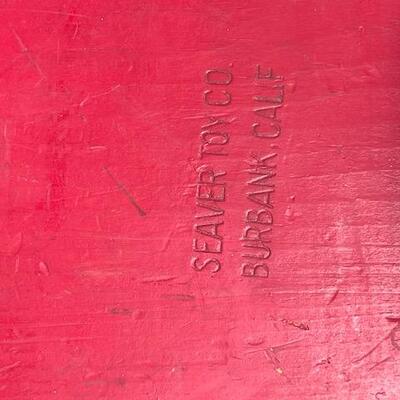 SEAVER TOY CO.
BURBANK, CALIF